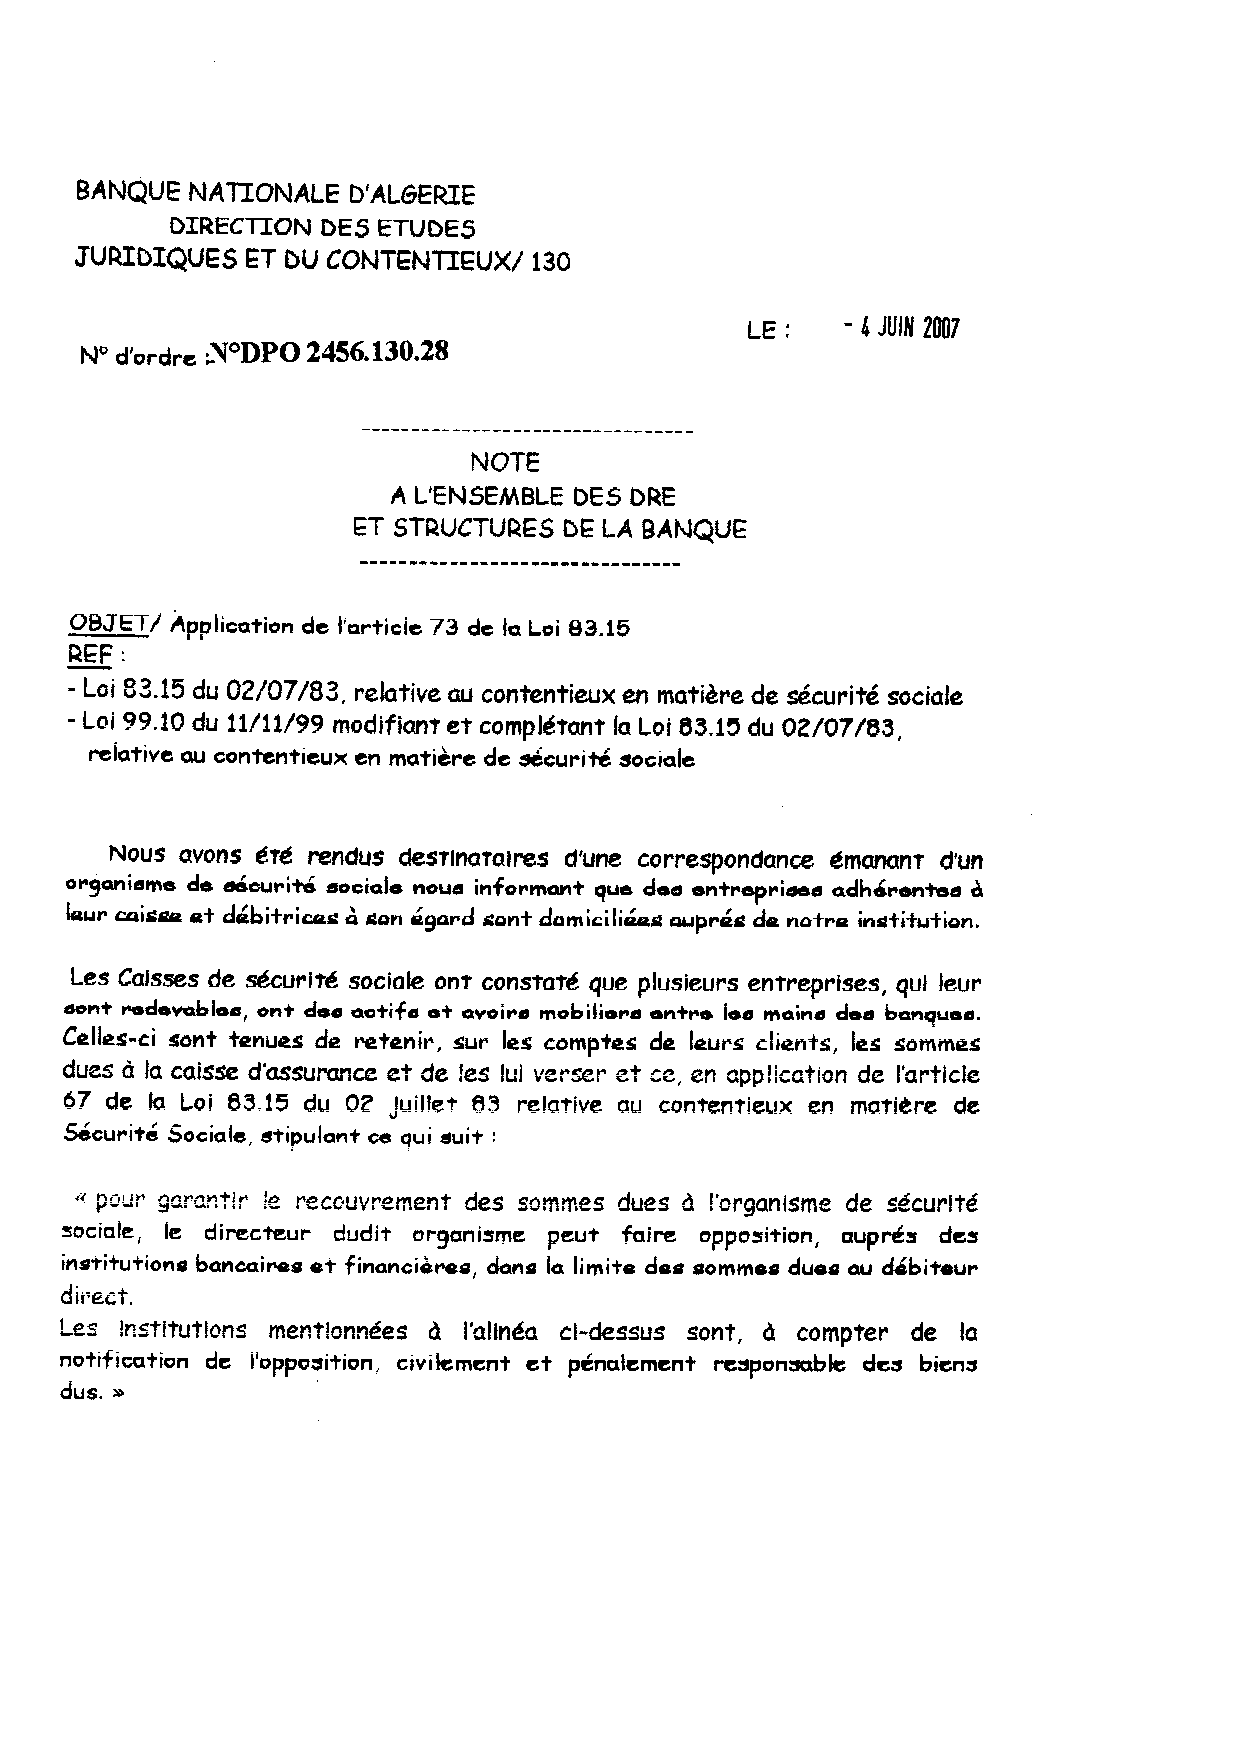 BANQUE NATIONALE D'ALGERIE
DIRECTION DES ETUDES
JURIDIQUES ET DU CONTENTIEUX/ 130
LE : - 4 JUIN 2007
N° d'ordre :N°DPO 2456.130.28
--------------------------------
NOTE
A L'ENSEMBLE DES DRE
ET STRUCTURES DE LA BANQUE
--------------------------------
OBJET/ Application de l'article 73 de la Loi 83.15
REF :
- Loi 83.15 du 02/07/83, relative au contentieux en matière de sécurité sociale
- Loi 99.10 du 11/11/99 modifiant et complétant la Loi 83.15 du 02/07/83,
relative au contentieux en matière de sécurité sociale
Nous avons été rendus destinataires d'une correspondance émanant d'un
organisme de sécurité sociale nous informant que des entreprises adhérentes à
leur caisse et débitrices à son égard sont domiciliées auprés de notre institution.
Les Caisses de sécurité sociale ont constaté que plusieurs entreprises, qui leur
sont redevables, ont des actifs et avoirs mobiliers entre les mains des banques.
Celles-ci sont tenues de retenir, sur les comptes de leurs clients, les sommes
dues à la caisse d'assurance et de les lui verser et ce, en application de l'article
67 de la Loi 83.15 du 02 Juillet 83 relative au contentieux en matière de
Sécurité Sociale, stipulant ce qui suit :
« pour garantir le recouvrement des sommes dues à l'organisme de sécurité
sociale, le directeur dudit organisme peut faire opposition, auprés des
institutions bancaires et financières, dans la limite des sommes dues au débiteur
direct.
Les Institutions mentionnées à l'alinéa ci-dessus sont, à compter de la
notification de l'opposition, civilement et pénalement responsable des biens
dus. »